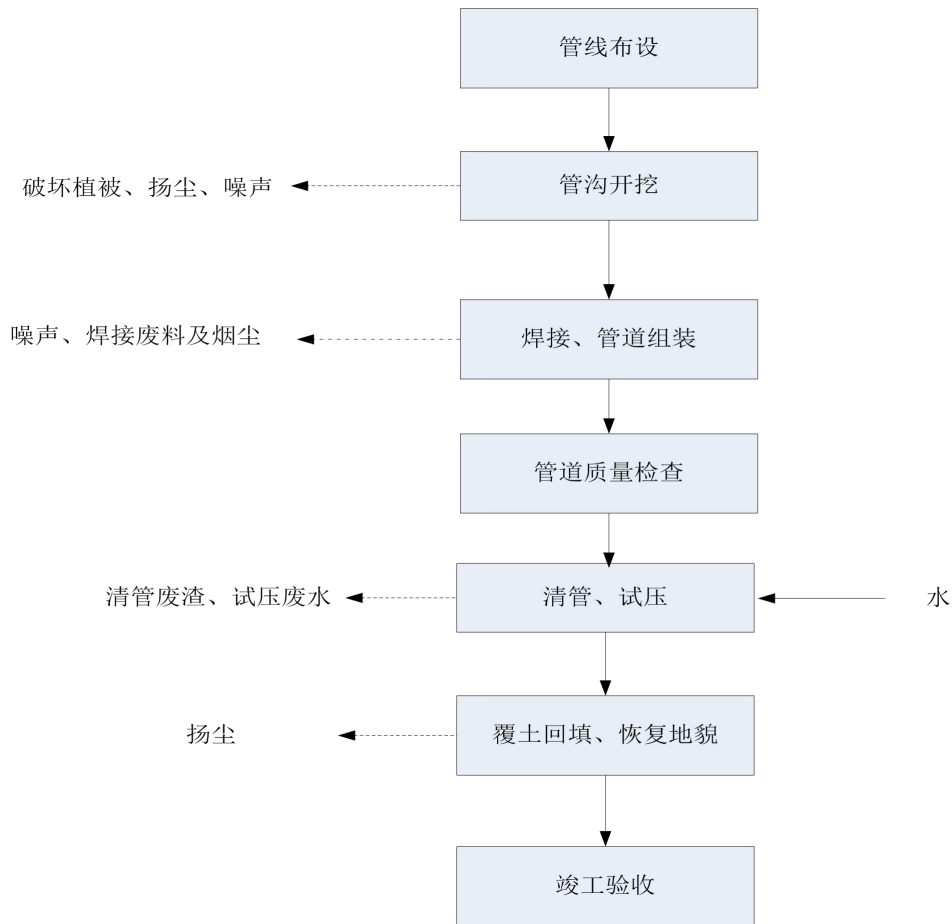 管线布设
破坏植被、扬尘、噪声
管沟开挖
噪声、焊接废料及烟尘
焊接、管道组装
管道质量检查
清管废渣、试压废水
清管、试压
水
扬尘
覆土回填、恢复地貌
竣工验收